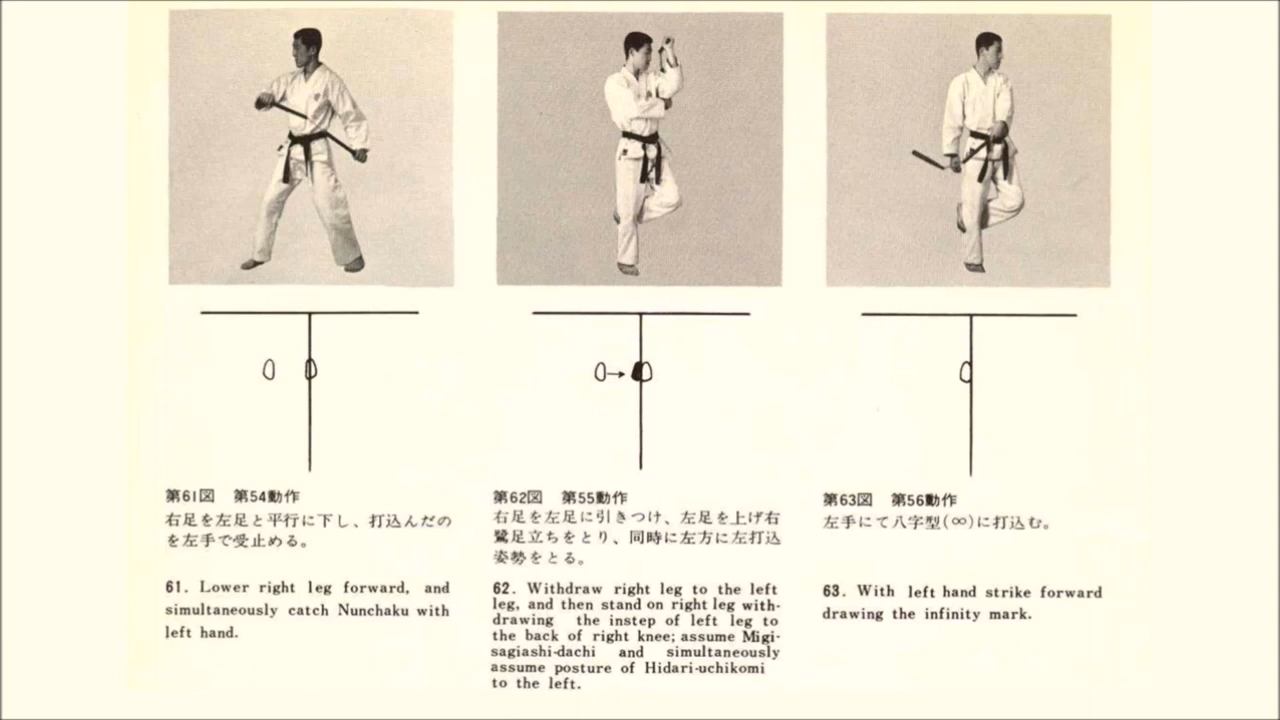 第61図 第54動作
右足を左足と平行に下し、打込んだの
を左手で受止める。
61. Lower right leg forward, and
simultaneously catch Nunchaku with
left hand.
第62図 第55動作
右足を左足に引きつけ、左足を上げ右
鷺足立ちをとり、同時に左方に左打込
姿勢をとる。
62. Withdraw right leg to the left
leg, and then stand on right leg with-
drawing the instep of left leg to
the back of right knee; assume Migi-
sagiashi-dachi and simultaneously
assume posture of Hidari-uchikomi
to the left.
第63図 第56動作
左手にて八字型(∞)に打込む。
63. With left hand strike forward
drawing the infinity mark.